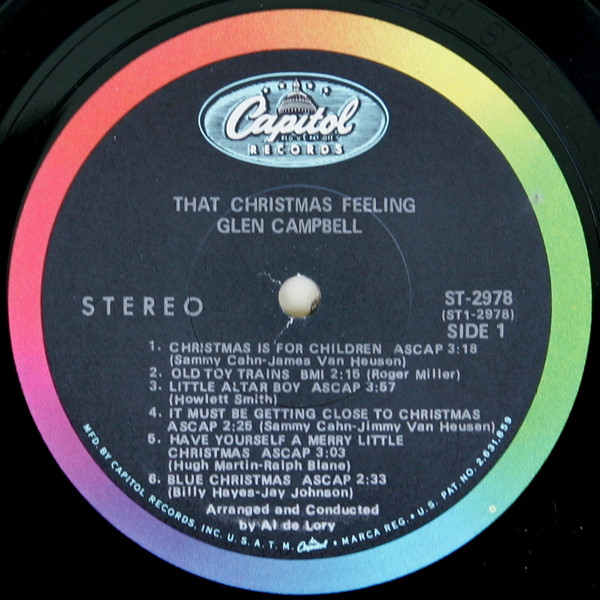 Capitol
RECORDS
THAT CHRISTMAS FEELING
GLEN CAMPBELL
STEREO
ST-2978
(ST1-2978)
SIDE 1
1. CHRISTMAS IS FOR CHILDREN ASCAP 3:18
(Sammy Cahn-James Van Heusen)
2. OLD TOY TRAINS BMI 2:15 (Roger Miller)
3. LITTLE ALTAR BOY ASCAP 3:57
(Howlett Smith)
4. IT MUST BE GETTING CLOSE TO CHRISTMAS
ASCAP 2:25 (Sammy Cahn-Jimmy Van Heusen)
5. HAVE YOURSELF A MERRY LITTLE
CHRISTMAS ASCAP 3:03
(Hugh Martin-Ralph Blane)
6. BLUE CHRISTMAS ASCAP 2:33
(Billy Hayes-Jay Johnson)
Arranged and Conducted
by Al de Lory
MFD. BY CAPITOL RECORDS, INC. U.S.A. T.M. Capitol • MARCA REG. • U.S. PAT. NO. 2,631,859